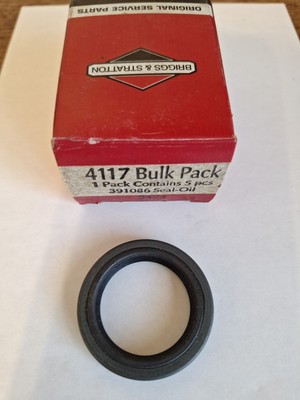 ORIGINAL SERVICE PARTS
BRIGGS & STRATTON
4117 Bulk Pack
1 Pack Contains 5 pcs
391086 Seal-Oil